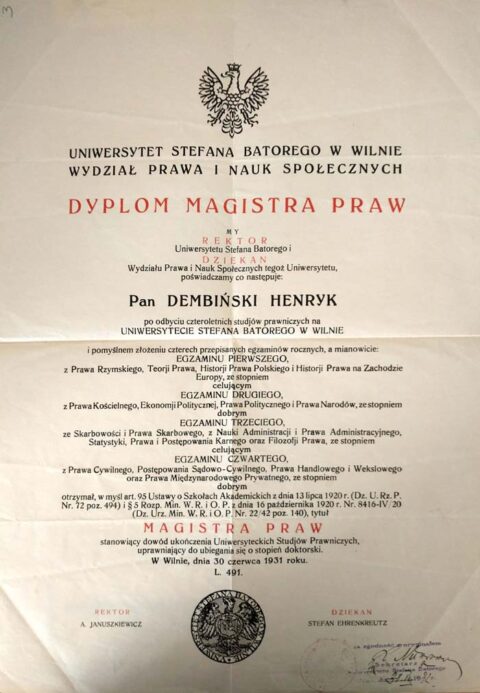 UNIWERSYTET STEFANA BATOREGO W WILNIE
WYDZIAŁ PRAWA I NAUK SPOŁECZNYCH
DYPLOM MAGISTRA PRAW
MY
REKTOR
Uniwersytetu Stefana Batorego i
DZIEKAN
Wydziału Prawa i Nauk Społecznych tegoż Uniwersytetu,
poświadczamy co następuje:
Pan DEMBIŃSKI HENRYK
po odbyciu czteroletnich studjów prawniczych na
UNIWERSYTECIE STEFANA BATOREGO W WILNIE
i pomyślnem złożeniu czterech przepisanych egzaminów rocznych, a mianowicie:
EGZAMINU PIERWSZEGO,
z Prawa Rzymskiego, Teorji Prawa, Historji Prawa Polskiego i Historji Prawa na Zachodzie
Europy, ze stopniem
celującym
EGZAMINU DRUGIEGO,
z Prawa Kościelnego, Ekonomji Politycznej, Prawa Politycznego i Prawa Narodów, ze stopniem
dobrym
EGZAMINU TRZECIEGO,
ze Skarbowości i Prawa Skarbowego, z Nauki Administracji i Prawa Administracyjnego,
Statystyki, Prawa i Postępowania Karnego oraz Filozofji Prawa, ze stopniem
celującym
EGZAMINU CZWARTEGO,
z Prawa Cywilnego, Postępowania Sądowo-Cywilnego, Prawa Handlowego i Wekslowego
oraz Prawa Międzynarodowego Prywatnego, ze stopniem
dobrym
otrzymał, w myśl art. 95 Ustawy o Szkołach Akademickich z dnia 13 lipca 1920 r. (Dz. U. Rz. P.
Nr. 72 poz. 494) i § 5 Rozp. Min. W. R. i O. P. z dnia 16 października 1920 r. Nr. 8416-IV/20
(Dz. Urz. Min. W. R. i O. P. Nr. 22/42 poz. 140), tytuł
MAGISTRA PRAW
stanowiący dowód ukończenia Uniwersyteckich Studjów Prawniczych,
uprawniający do ubiegania się o stopień doktorski.
W Wilnie, dnia 30 czerwca 1931 roku.
L. 491.
REKTOR
A. JANUSZKIEWICZ
DZIEKAN
STEFAN EHRENKREUTZ
za zgodność z oryginałem
Sekretarz
Stefana Batorego